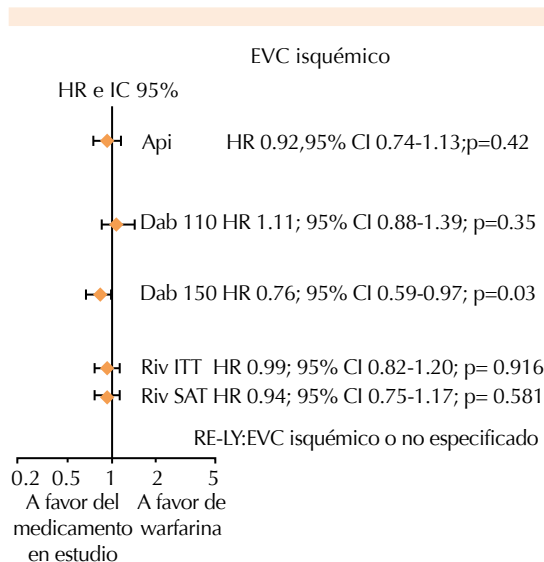 EVC isquémico
HR e IC 95%
Api HR 0.92,95% CI 0.74-1.13;p=0.42
Dab 110 HR 1.11; 95% CI 0.88-1.39; p=0.35
Dab 150 HR 0.76; 95% CI 0.59-0.97; p=0.03
Riv ITT HR 0.99; 95% CI 0.82-1.20; p= 0.916
Riv SAT HR 0.94; 95% CI 0.75-1.17; p= 0.581
RE-LY:EVC isquémico o no especificado
0.2 0.5 1 2 5
A favor del
medicamento
en estudio
A favor de
warfarina